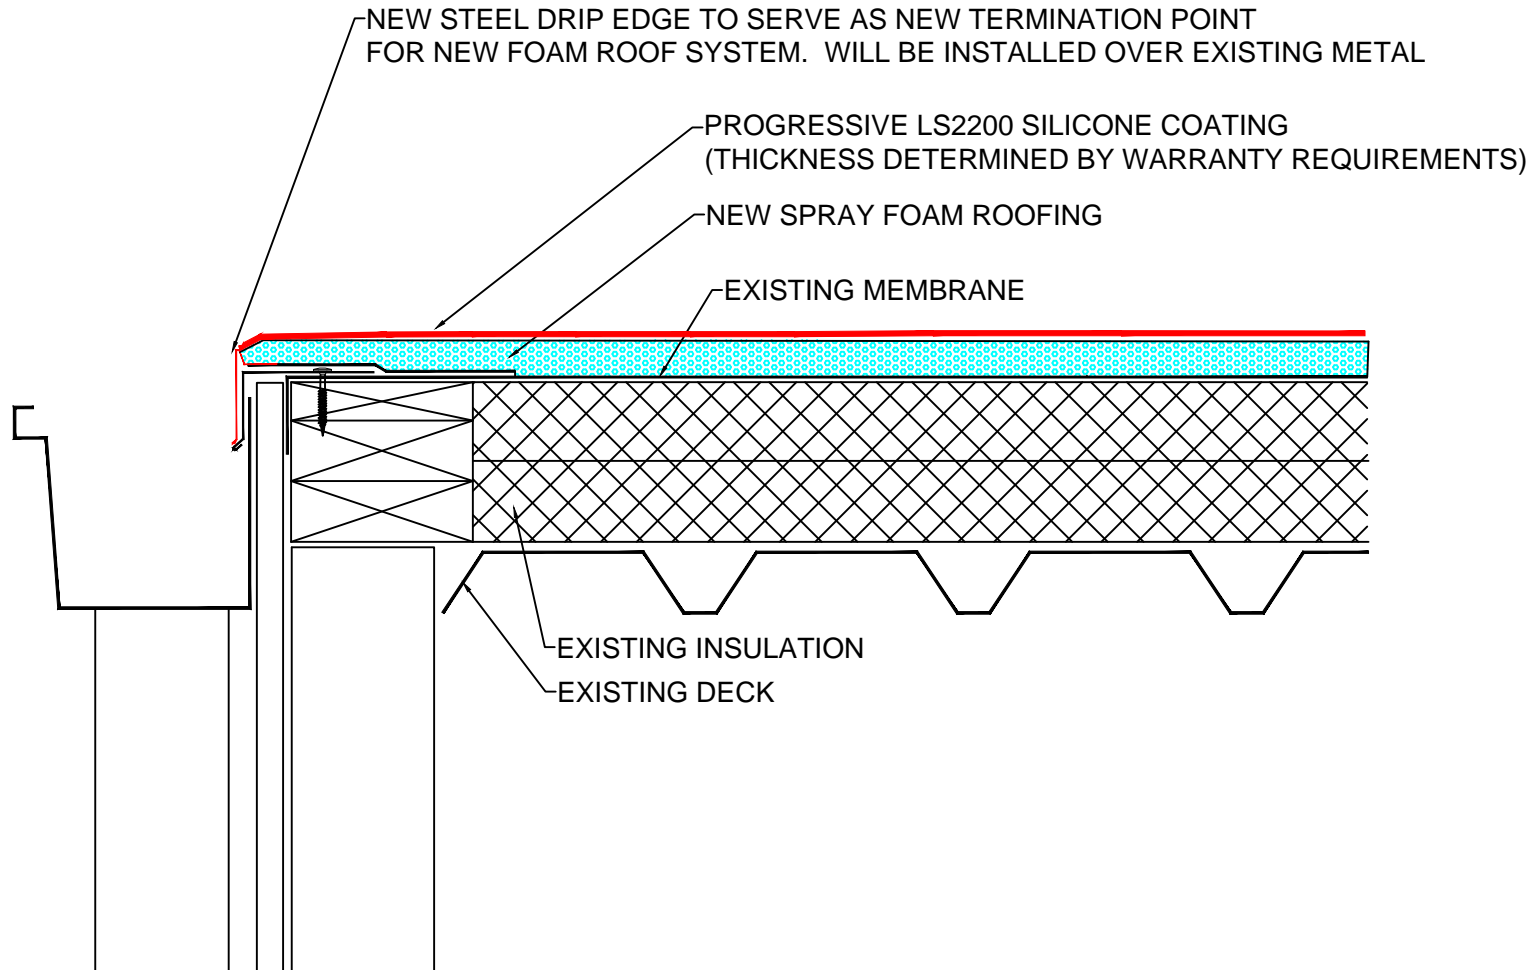 NEW STEEL DRIP EDGE TO SERVE AS NEW TERMINATION POINT
FOR NEW FOAM ROOF SYSTEM. WILL BE INSTALLED OVER EXISTING METAL
PROGRESSIVE LS2200 SILICONE COATING
(THICKNESS DETERMINED BY WARRANTY REQUIREMENTS)
NEW SPRAY FOAM ROOFING
EXISTING MEMBRANE
EXISTING INSULATION
EXISTING DECK